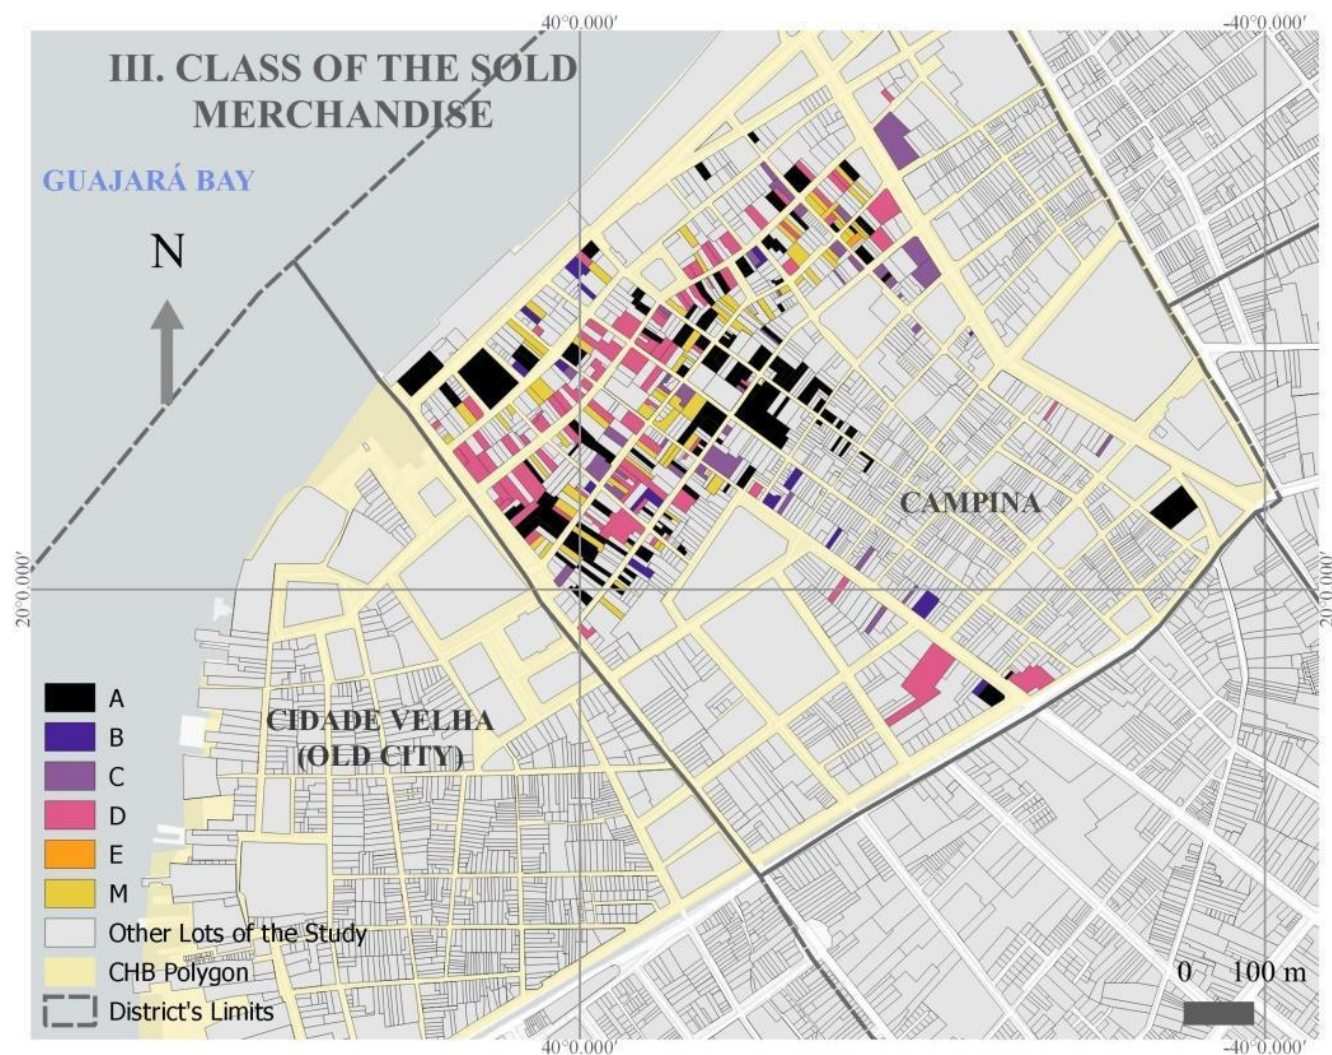 40°0.000′
-40°0.000′
III. CLASS OF THE SOLD
MERCHANDISE
GUAJARÁ BAY
N
CAMPINA
20°0.000′
20°0.000′
CIDADE VELHA
(OLD CITY)
A
B
C
D
E
M
Other Lots of the Study
CHB Polygon
District's Limits
0 100 m
40°0.000′
-40°0.000′